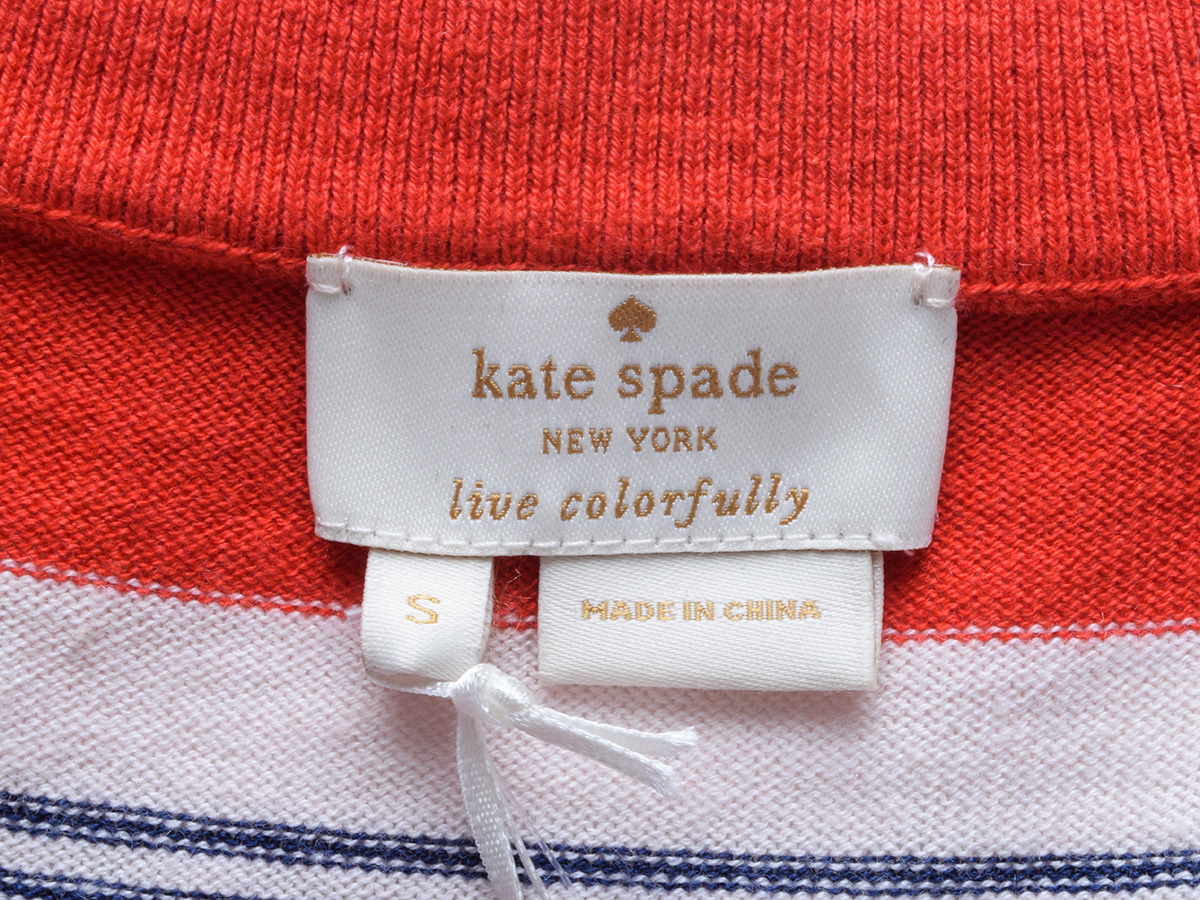 kate spade
NEW YORK
live colorfully
S
MADE IN CHINA